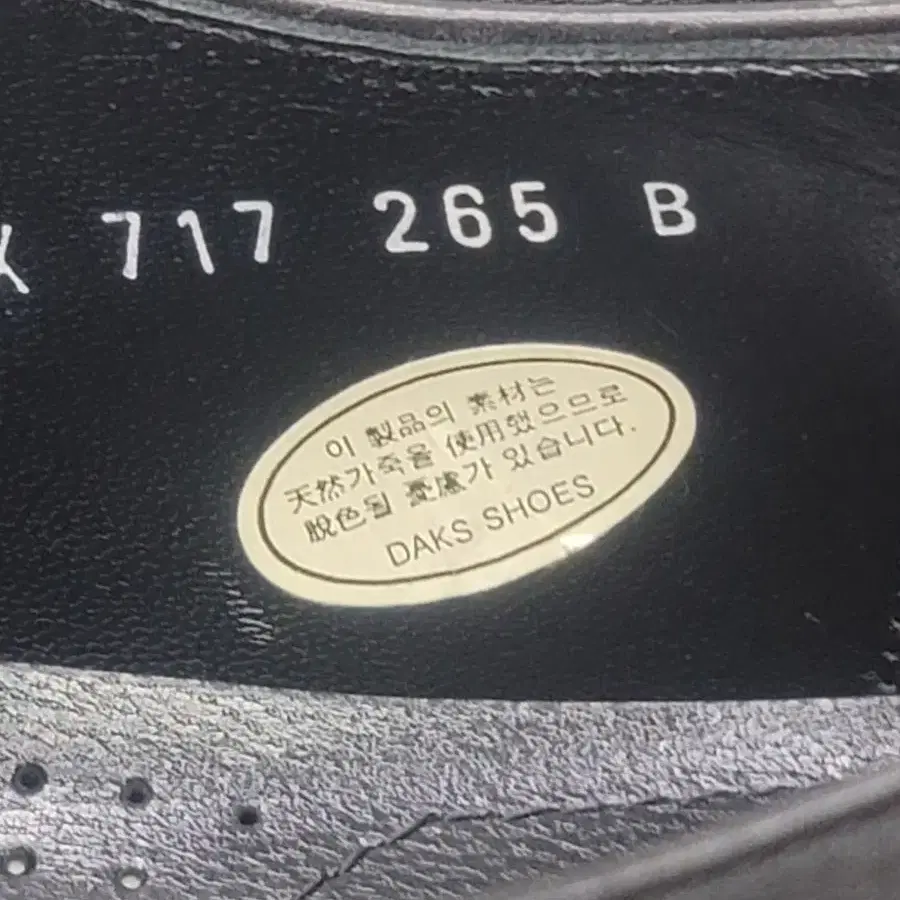 717 265 B
이 製品의 素材는
天然가죽을 使用했으므로
脫色될 憂慮가 있습니다.
DAKS SHOES